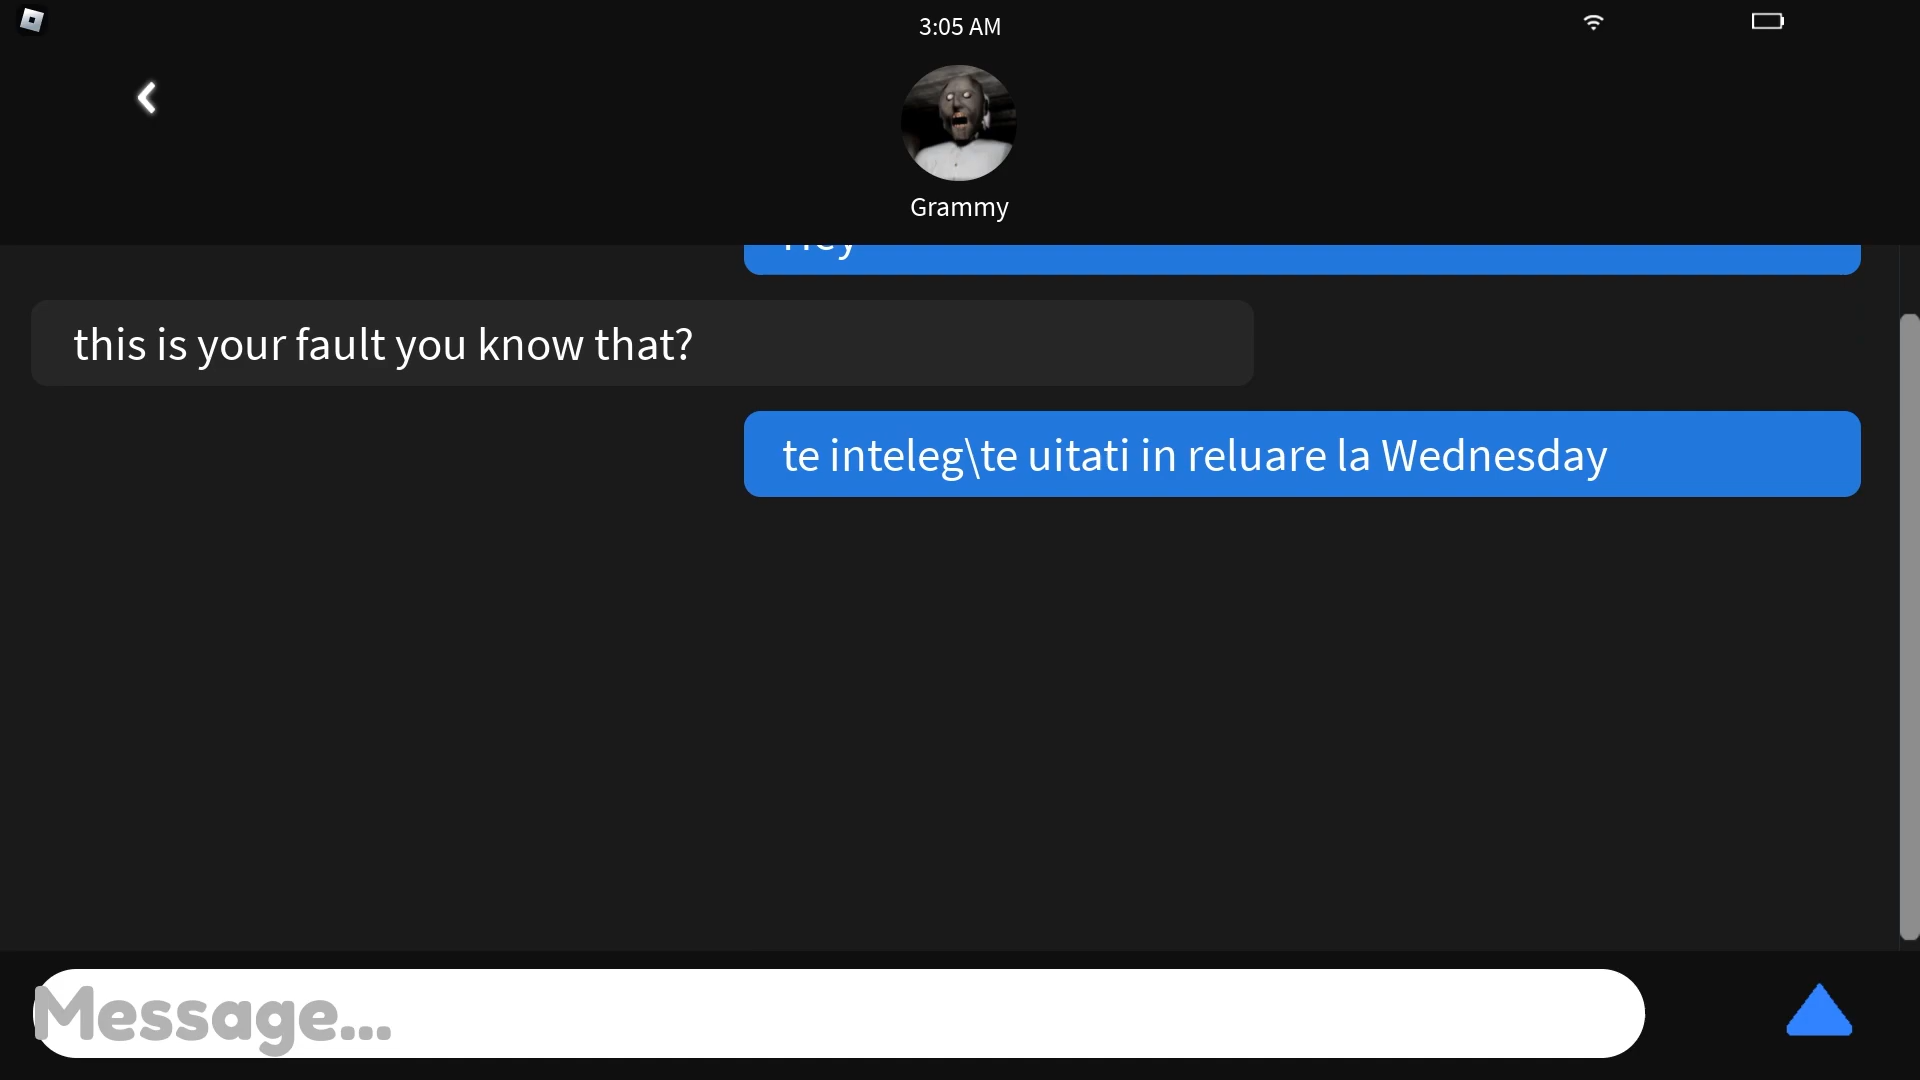 3:05 AM
Grammy
Hey
this is your fault you know that?
te inteleg\te uitati in reluare la Wednesday
Message...